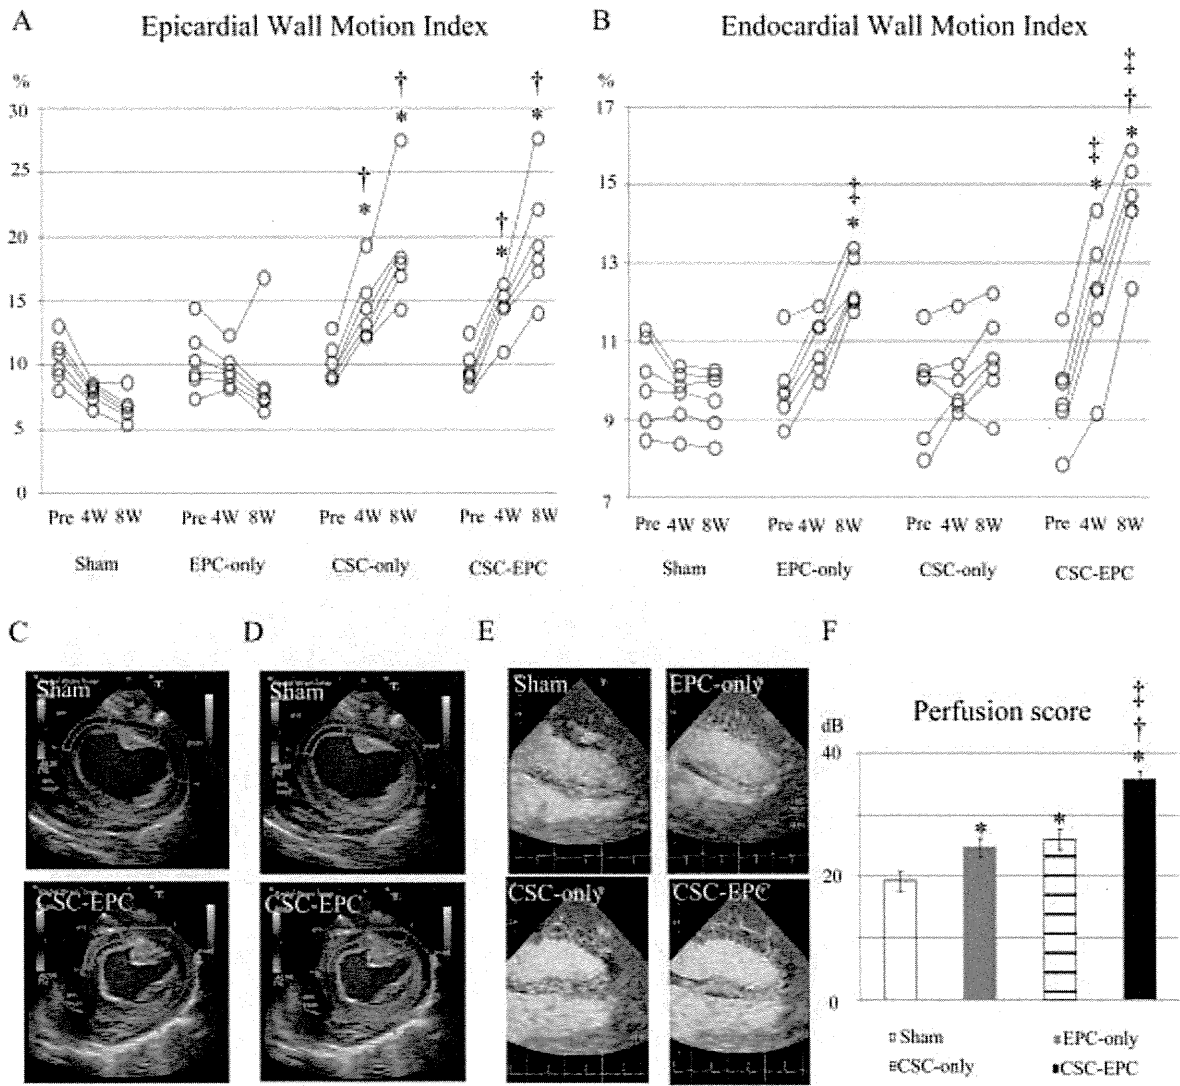 A
Epicardial Wall Motion Index
%
30
25
20
15
10
5
0
† * † * † * † *
Pre 4W 8W Pre 4W 8W Pre 4W 8W Pre 4W 8W
Sham EPC-only CSC-only CSC-EPC
B
Endocardial Wall Motion Index
%
17
15
13
11
9
7
‡ * ‡ * ‡ † *
Pre 4W 8W Pre 4W 8W Pre 4W 8W Pre 4W 8W
Sham EPC-only CSC-only CSC-EPC
C
Sham
CSC-EPC
D
Sham
CSC-EPC
E
Sham EPC-only
CSC-only CSC-EPC
F
Perfusion score
dB
40
20
0
* * ‡ † *
Sham EPC-only
CSC-only CSC-EPC